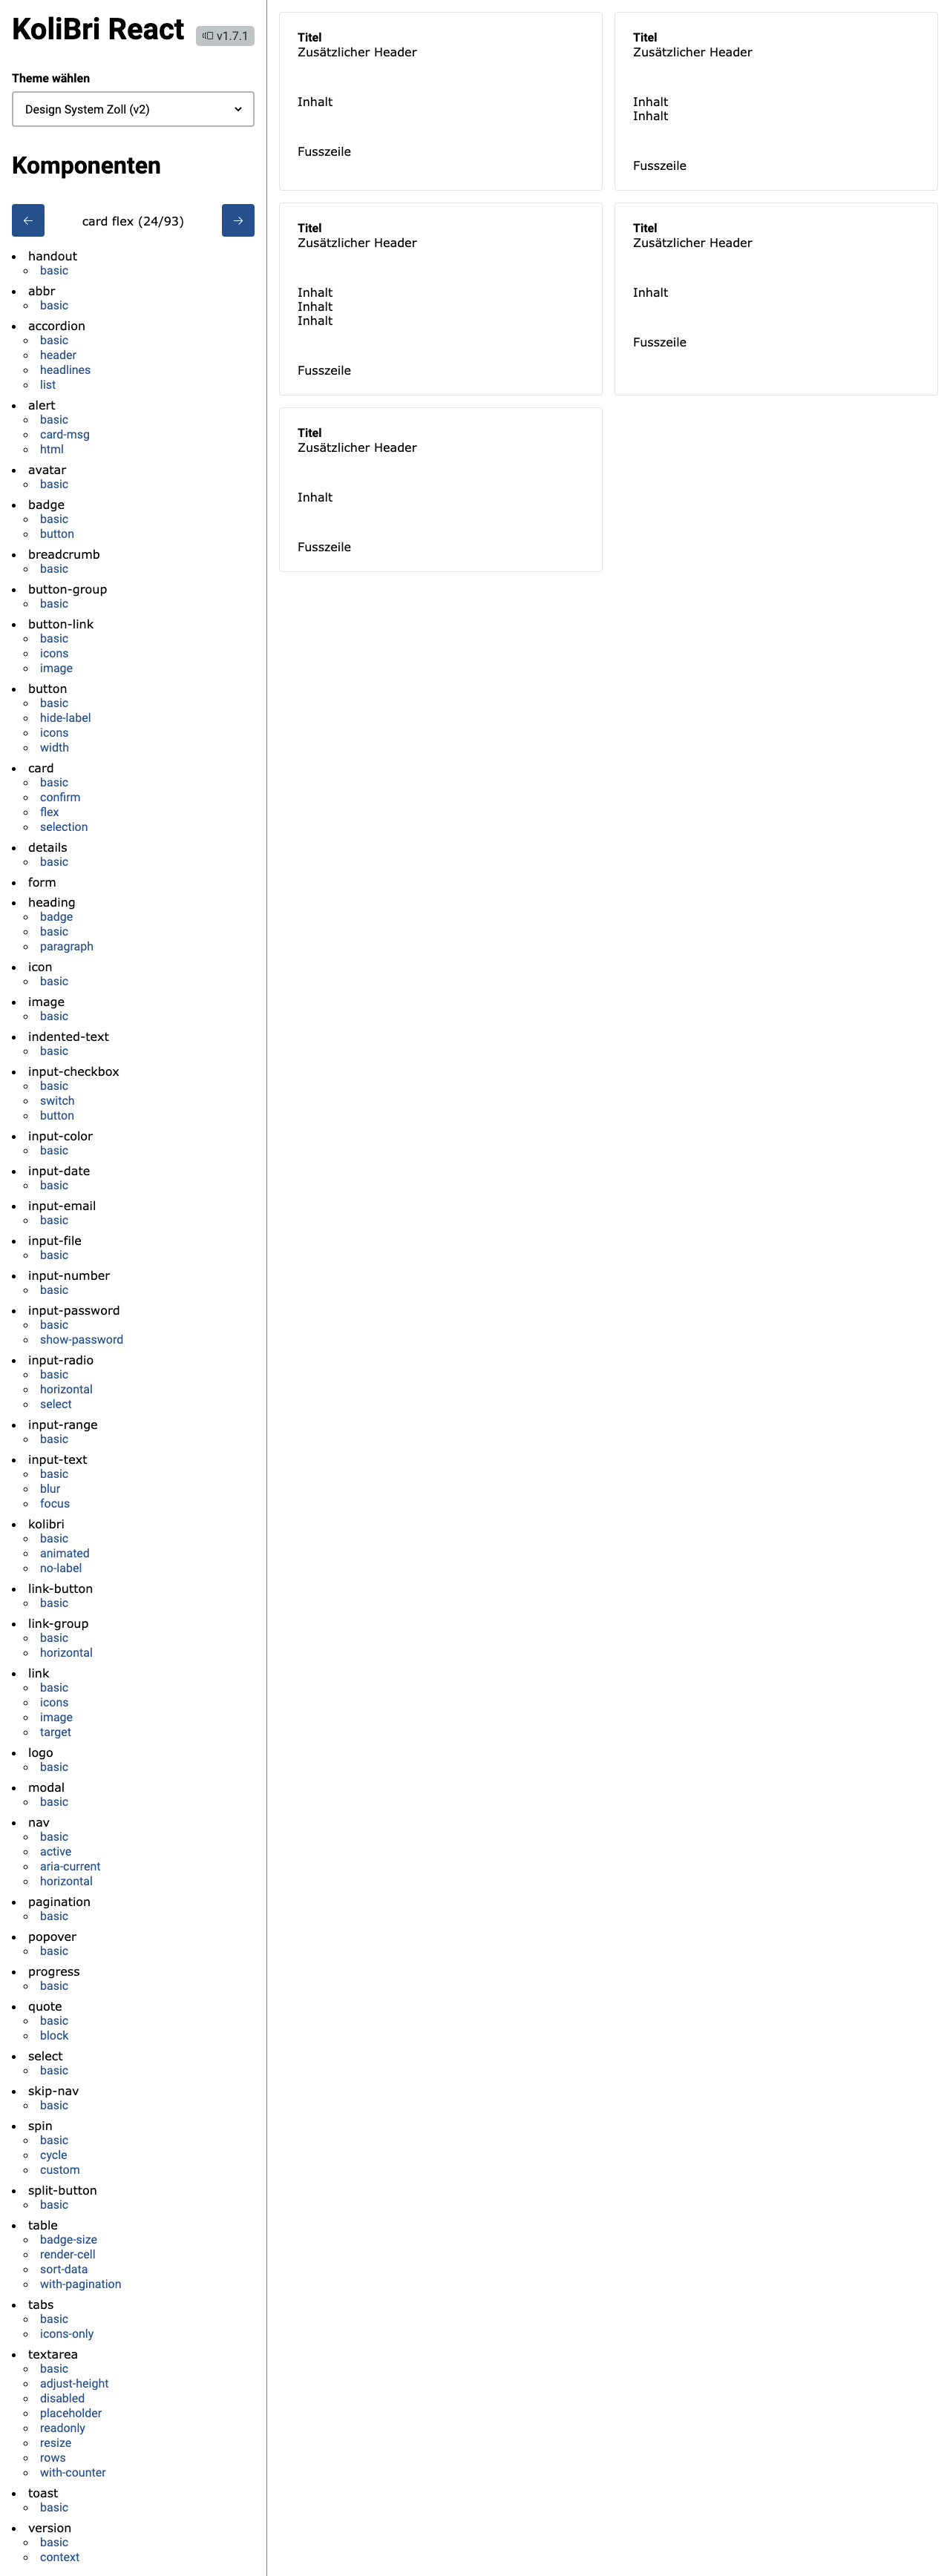 KoliBri React
v1.7.1
Theme wählen
Design System Zoll (v2)
Komponenten
card flex (24/93)
handout
basic
abbr
basic
accordion
basic
header
headlines
list
alert
basic
card-msg
html
avatar
basic
badge
basic
button
breadcrumb
basic
button-group
basic
button-link
basic
icons
image
button
basic
hide-label
icons
width
card
basic
confirm
flex
selection
details
basic
form
heading
badge
basic
paragraph
icon
basic
image
basic
indented-text
basic
input-checkbox
basic
switch
button
input-color
basic
input-date
basic
input-email
basic
input-file
basic
input-number
basic
input-password
basic
show-password
input-radio
basic
horizontal
select
input-range
basic
input-text
basic
blur
focus
kolibri
basic
animated
no-label
link-button
basic
link-group
basic
horizontal
link
basic
icons
image
target
logo
basic
modal
basic
nav
basic
active
aria-current
horizontal
pagination
basic
popover
basic
progress
basic
quote
basic
block
select
basic
skip-nav
basic
spin
basic
cycle
custom
split-button
basic
table
badge-size
render-cell
sort-data
with-pagination
tabs
basic
icons-only
textarea
basic
adjust-height
disabled
placeholder
readonly
resize
rows
with-counter
toast
basic
version
basic
context
Titel
Zusätzlicher Header
Inhalt
Fusszeile
Titel
Zusätzlicher Header
Inhalt
Inhalt
Fusszeile
Titel
Zusätzlicher Header
Inhalt
Inhalt
Inhalt
Fusszeile
Titel
Zusätzlicher Header
Inhalt
Fusszeile
Titel
Zusätzlicher Header
Inhalt
Fusszeile